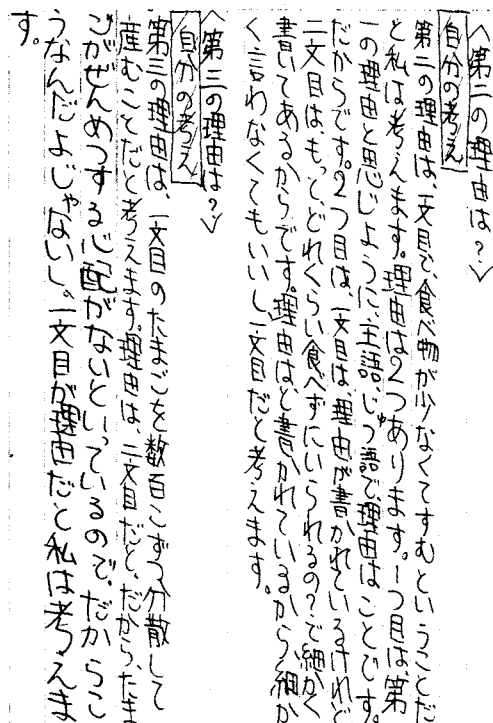 <第二の理由は?>
自分の考え
第二の理由は、一文目で、食べ物が少なくてすむということだ
と私は考えます。理由は2つあります。1つ目は、第
一の理由と思じように、主語、じゅつ語で、理由はことです。
だからです。2つ目は、一文目は理由が書かれているけれど
二文目は、もって、どれくらい食べずにいられるの?で細かく
書いてあるからです。理由はと書かれているから、細か
く言わなくてもいいし一文目だと考えます。
<第三の理由は?>
自分の考え
第三の理由は、一文目のたまごを数百こずつ分散して
産むことだと考えます。理由は、二文目だと、だから、たま
ごがぜんめつする心配がないといっているので、だからこ
うなんだよじゃないし。一文目が理由だと私は考えま
す。